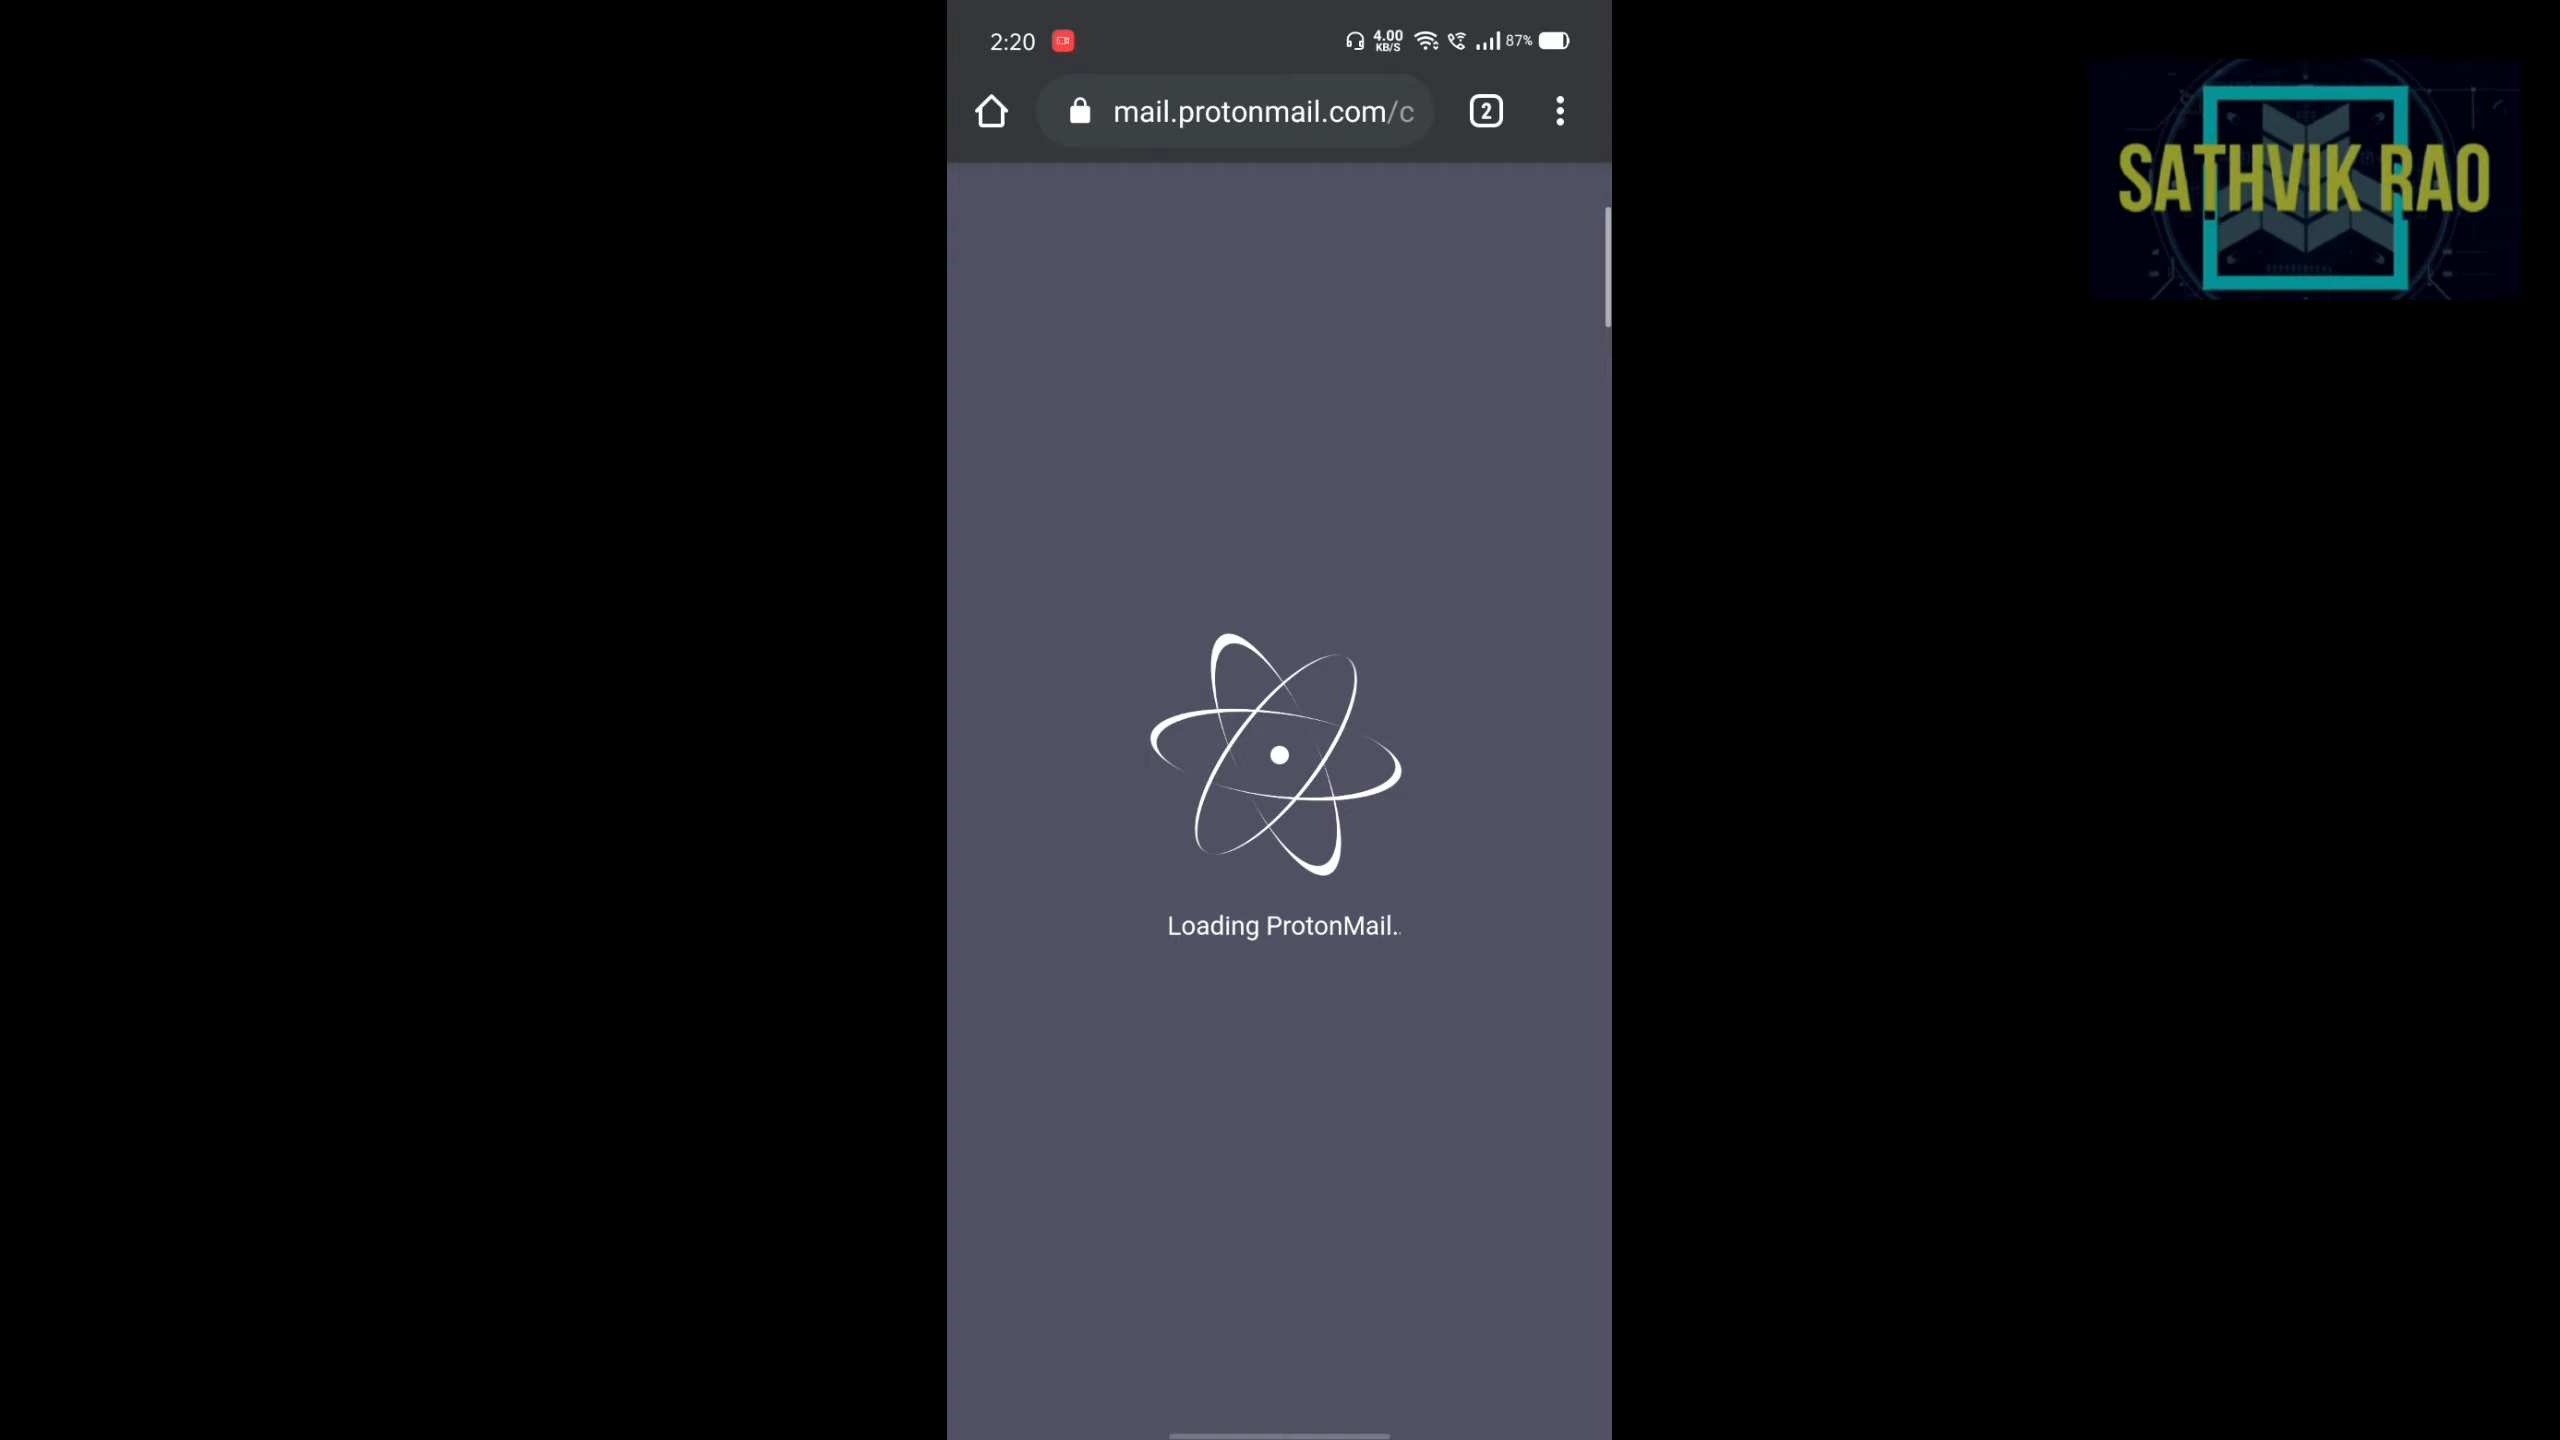 2:20
4.00
KB/S
87%
mail.protonmail.com/c
2
SATHVIK RAO
Loading ProtonMail..